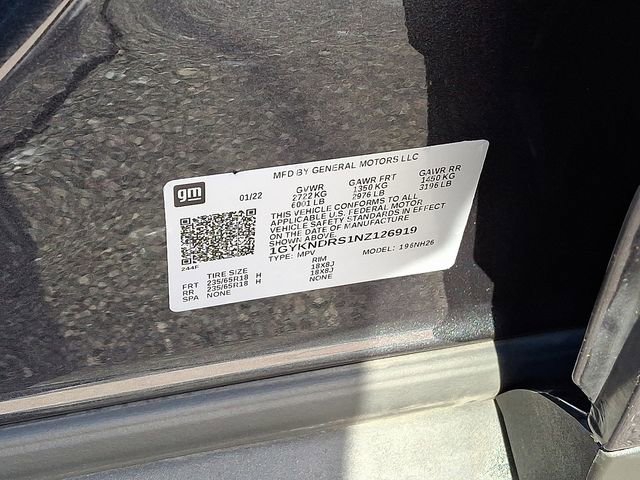 MFD BY GENERAL MOTORS LLC
gm
01/22
GVWR GAWR FRT GAWR RR
2722 KG 1350 KG 1450 KG
6001 LB 2976 LB 3196 LB
THIS VEHICLE CONFORMS TO ALL
APPLICABLE U.S. FEDERAL MOTOR
VEHICLE SAFETY STANDARDS IN EFFECT
ON THE DATE OF MANUFACTURE
SHOWN ABOVE.
1GYKNDRS1NZ126919
TYPE: MPV MODEL: 196NH26
244F
TIRE SIZE RIM
FRT 235/65R18 H 18X8J
RR 235/65R18 H 18X8J
SPA NONE NONE